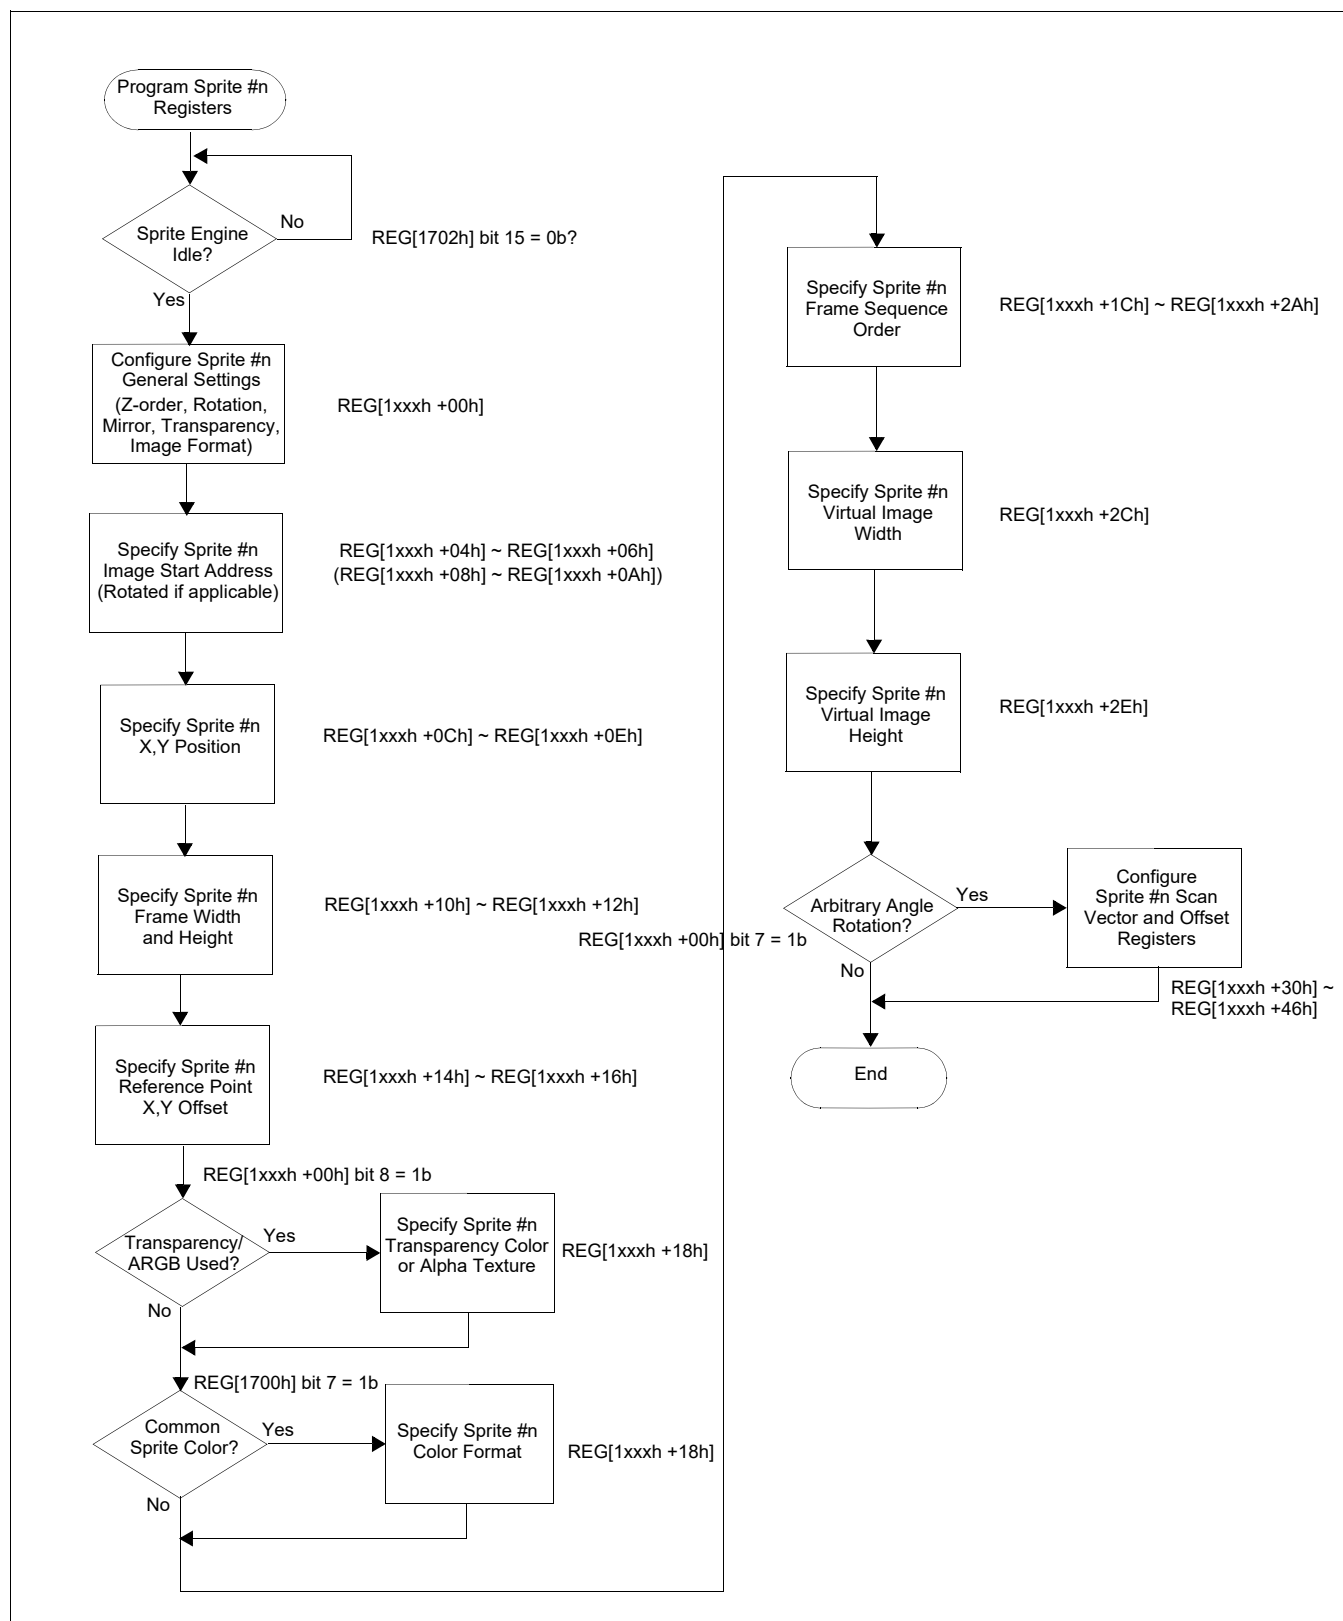 Program Sprite #n
Registers
Sprite Engine
Idle?
No
REG[1702h] bit 15 = 0b?
Yes
Configure Sprite #n
General Settings
(Z-order, Rotation,
Mirror, Transparency,
Image Format)
REG[1xxxh +00h]
Specify Sprite #n
Image Start Address
(Rotated if applicable)
REG[1xxxh +04h] ~ REG[1xxxh +06h]
(REG[1xxxh +08h] ~ REG[1xxxh +0Ah])
Specify Sprite #n
X,Y Position
REG[1xxxh +0Ch] ~ REG[1xxxh +0Eh]
Specify Sprite #n
Frame Width
and Height
REG[1xxxh +10h] ~ REG[1xxxh +12h]
Specify Sprite #n
Reference Point
X,Y Offset
REG[1xxxh +14h] ~ REG[1xxxh +16h]
REG[1xxxh +00h] bit 8 = 1b
Transparency/
ARGB Used?
Yes
Specify Sprite #n
Transparency Color
or Alpha Texture
REG[1xxxh +18h]
No
REG[1700h] bit 7 = 1b
Common
Sprite Color?
Yes
Specify Sprite #n
Color Format
REG[1xxxh +18h]
No
Specify Sprite #n
Frame Sequence
Order
REG[1xxxh +1Ch] ~ REG[1xxxh +2Ah]
Specify Sprite #n
Virtual Image
Width
REG[1xxxh +2Ch]
Specify Sprite #n
Virtual Image
Height
REG[1xxxh +2Eh]
Arbitrary Angle
Rotation?
REG[1xxxh +00h] bit 7 = 1b
Yes
Configure
Sprite #n Scan
Vector and Offset
Registers
No
REG[1xxxh +30h] ~
REG[1xxxh +46h]
End